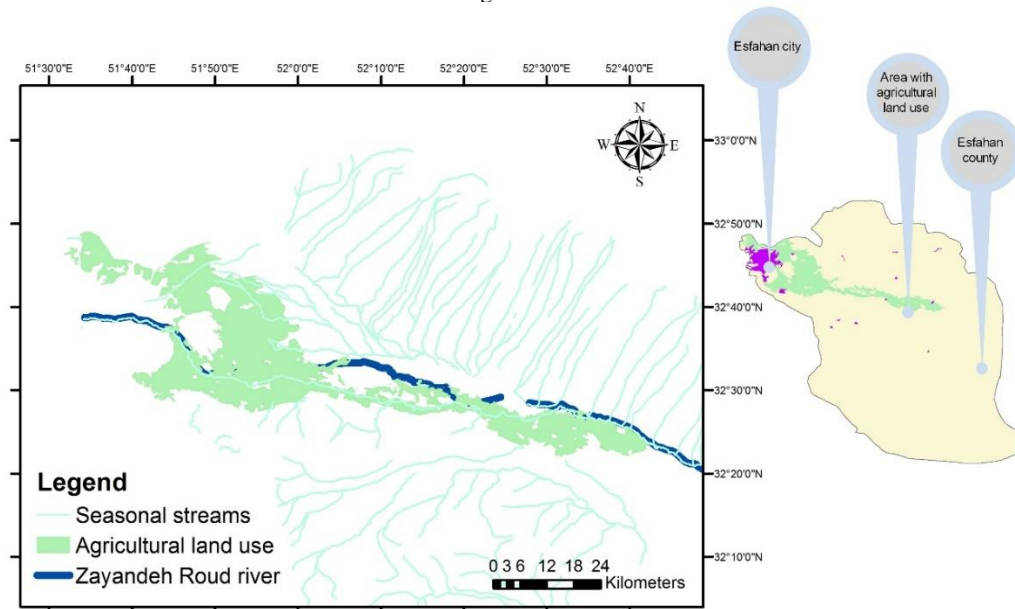 Esfahan city
Area with
agricultural
land use
Esfahan
county
51°30'0"E 51°40'0"E 51°50'0"E 52°0'0"E 52°10'0"E 52°20'0"E 52°30'0"E 52°40'0"E
N
W E
S
33°0'0"N
32°50'0"N
32°40'0"N
32°30'0"N
32°20'0"N
32°10'0"N
Legend
Seasonal streams
Agricultural land use
Zayandeh Roud river
0 3 6 12 18 24
Kilometers